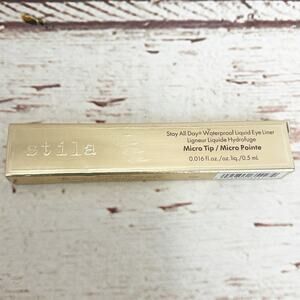 stila
Stay All Day® Waterproof Liquid Eye Liner
Ligneur Liquide Hydrofuge
Micro Tip / Micro Pointe
0.016 fl.oz./oz.liq./0.5 mL